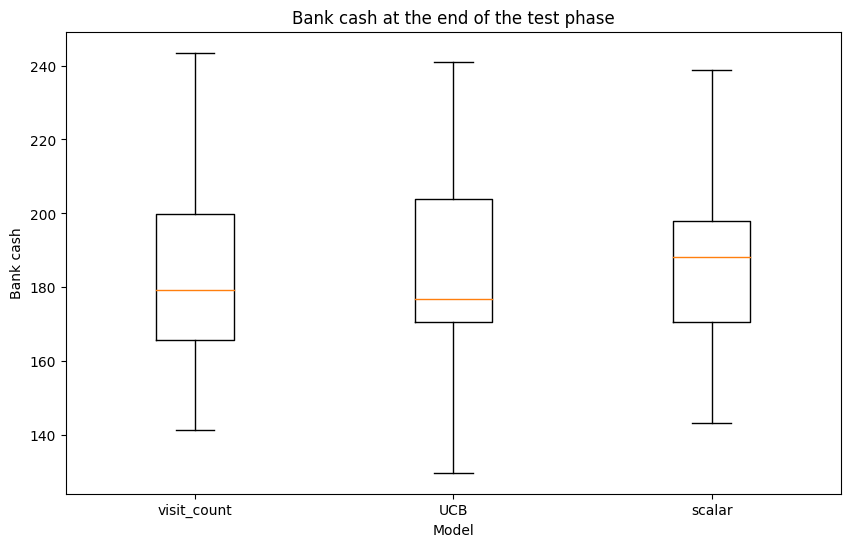 Bank cash at the end of the test phase
240
220
200
180
160
140
Bank cash
visit_count UCB scalar
Model